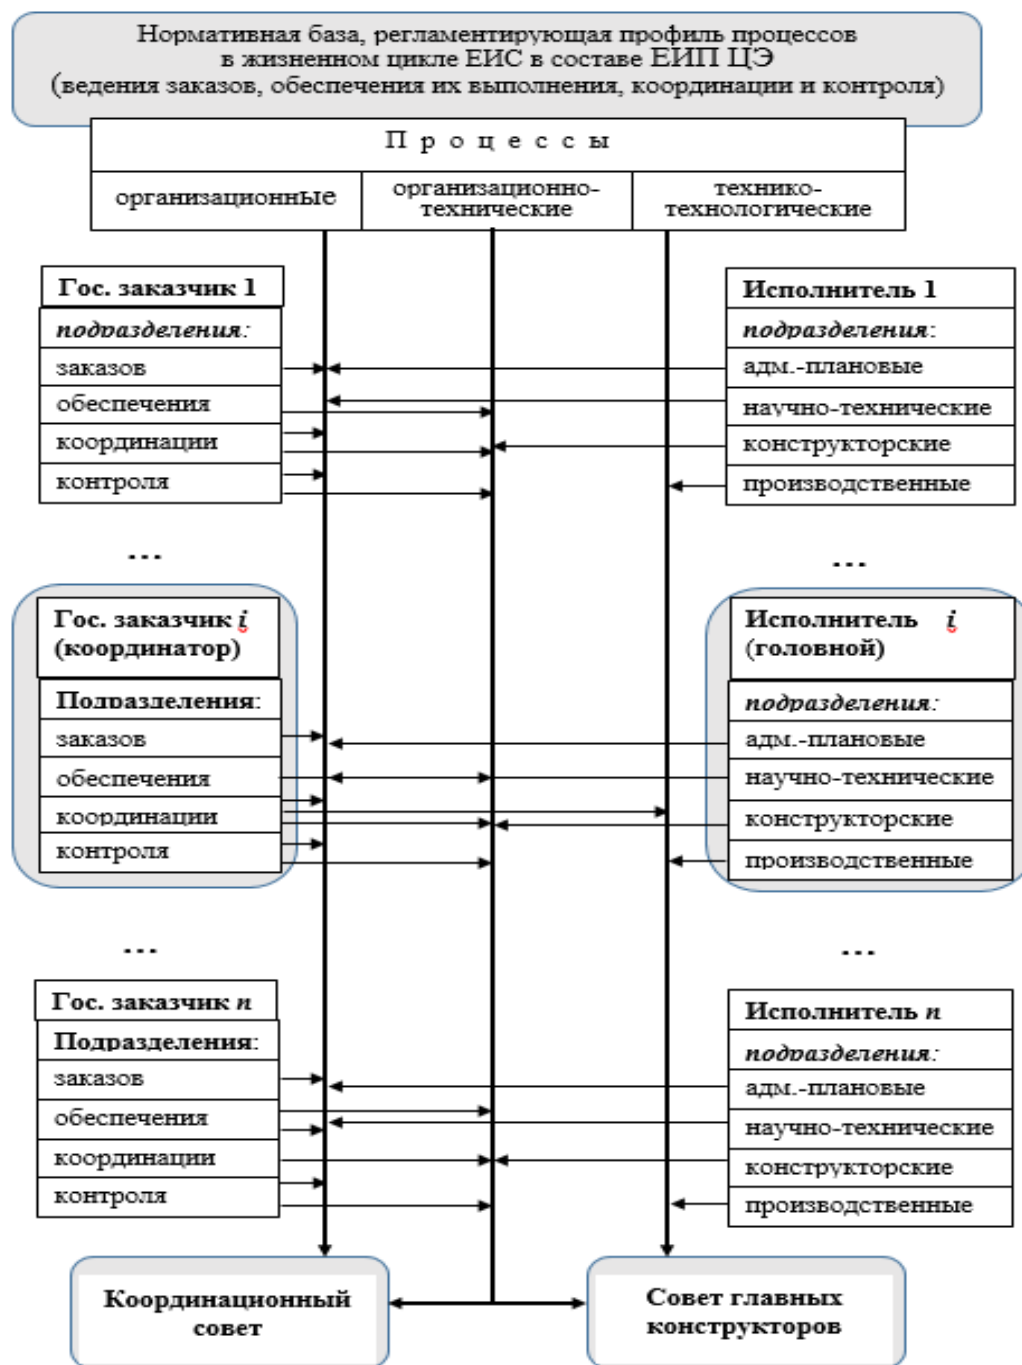 Нормативная база, регламентирующая профиль процессов
в жизненном цикле ЕИС в составе ЕИП ЦЭ
(ведения заказов, обеспечения их выполнения, координации и контроля)
П р о ц е с с ы
организационные
организационно-
технические
технико-
технологические
Гос. заказчик 1
подразделения:
заказов
обеспечения
координации
контроля
Исполнитель 1
подразделения:
адм.-плановые
научно-технические
конструкторские
производственные
...
...
Гос. заказчик i
(координатор)
Подразделения:
заказов
обеспечения
координации
контроля
Исполнитель i
(головной)
подразделения:
адм.-плановые
научно-технические
конструкторские
производственные
...
...
Гос. заказчик n
Подразделения:
заказов
обеспечения
координации
контроля
Исполнитель n
подразделения:
адм.-плановые
научно-технические
конструкторские
производственные
Координационный
совет
Совет главных
конструкторов